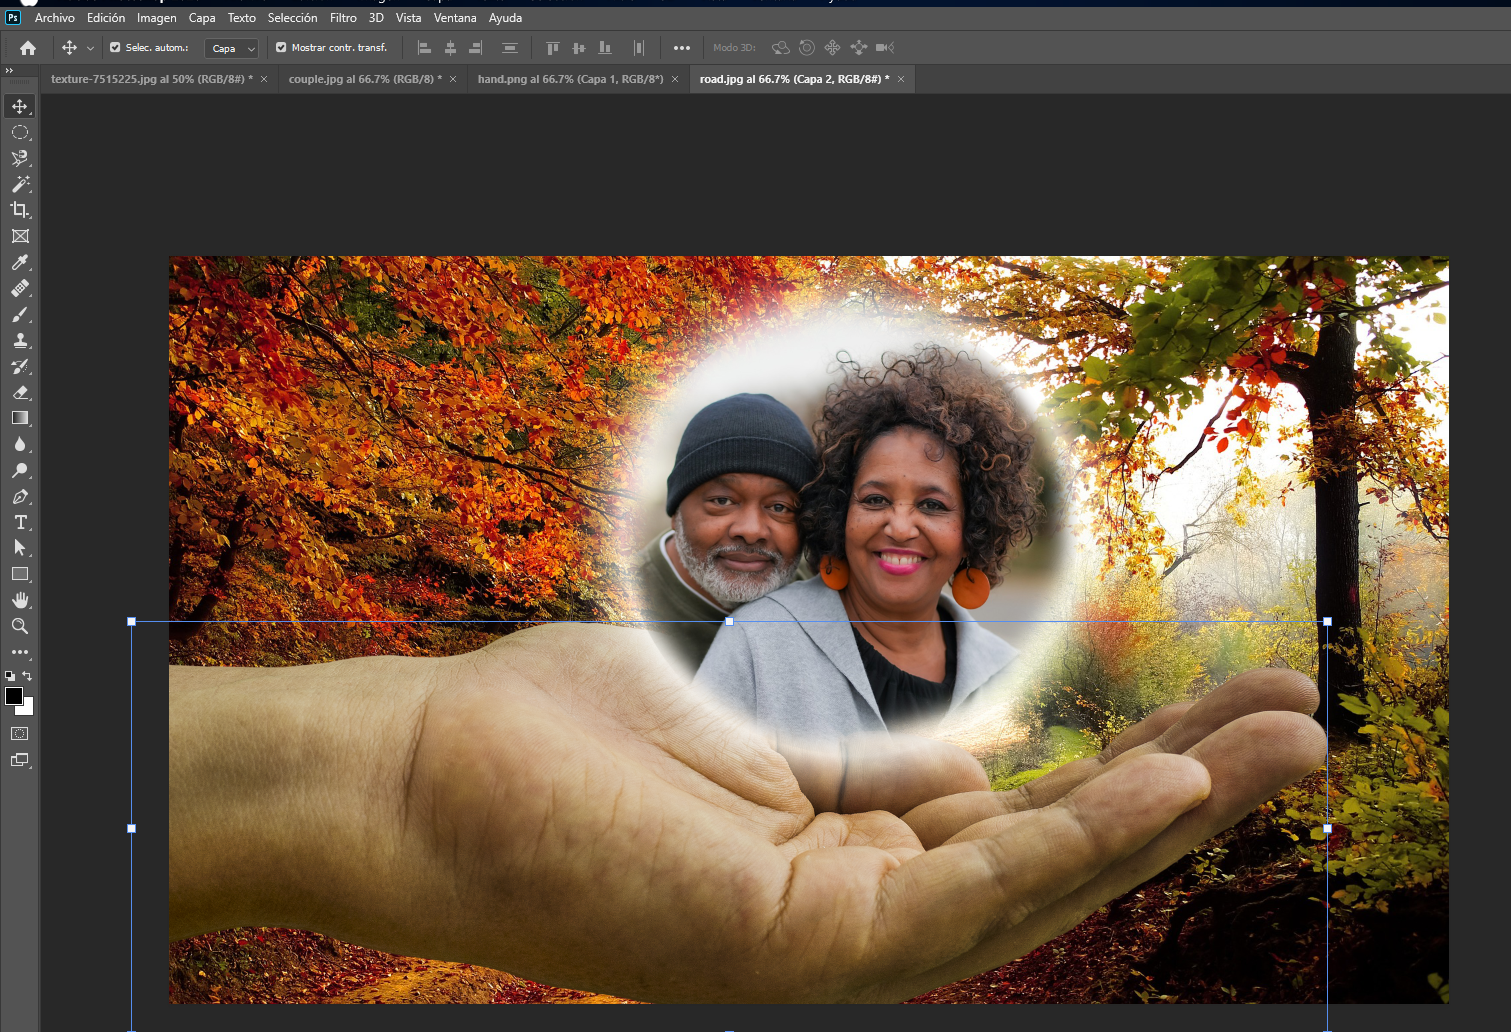 Ps Archivo Edición Imagen Capa Texto Selección Filtro 3D Vista Ventana Ayuda
Selec. autom.: Capa Mostrar contr. transf. Modo 3D:
texture-7515225.jpg al 50% (RGB/8#) * × couple.jpg al 66.7% (RGB/8) * × hand.png al 66.7% (Capa 1, RGB/8*) × road.jpg al 66.7% (Capa 2, RGB/8#) * ×
T